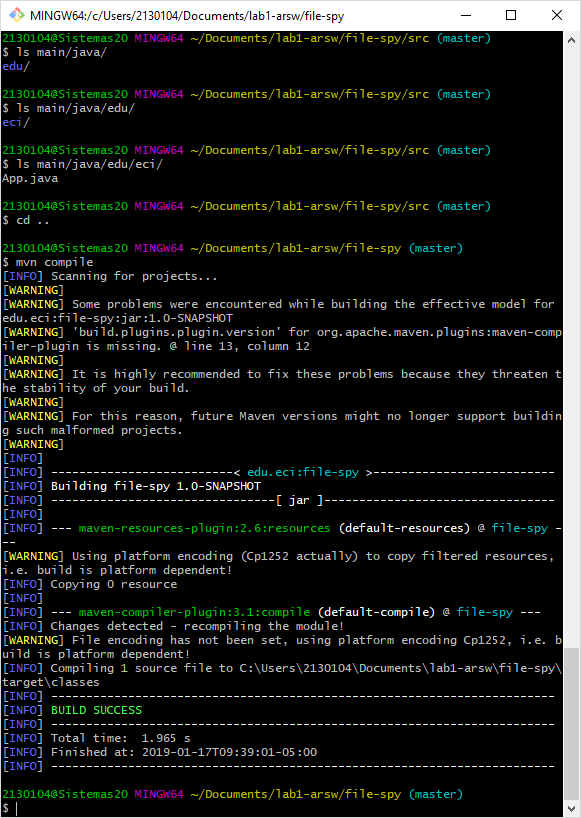 MINGW64:/c/Users/2130104/Documents/lab1-arsw/file-spy
2130104@Sistemas20 MINGW64 ~/Documents/lab1-arsw/file-spy/src (master)
$ ls main/java/
edu/
2130104@Sistemas20 MINGW64 ~/Documents/lab1-arsw/file-spy/src (master)
$ ls main/java/edu/
eci/
2130104@Sistemas20 MINGW64 ~/Documents/lab1-arsw/file-spy/src (master)
$ ls main/java/edu/eci/
App.java
2130104@Sistemas20 MINGW64 ~/Documents/lab1-arsw/file-spy/src (master)
$ cd ..
2130104@Sistemas20 MINGW64 ~/Documents/lab1-arsw/file-spy (master)
$ mvn compile
[INFO] Scanning for projects...
[WARNING]
[WARNING] Some problems were encountered while building the effective model for
edu.eci:file-spy:jar:1.0-SNAPSHOT
[WARNING] 'build.plugins.plugin.version' for org.apache.maven.plugins:maven-comp
iler-plugin is missing. @ line 13, column 12
[WARNING]
[WARNING] It is highly recommended to fix these problems because they threaten t
he stability of your build.
[WARNING]
[WARNING] For this reason, future Maven versions might no longer support buildin
g such malformed projects.
[WARNING]
[INFO]
[INFO] --------------------------< edu.eci:file-spy >--------------------------
[INFO] Building file-spy 1.0-SNAPSHOT
[INFO] --------------------------------[ jar ]---------------------------------
[INFO]
[INFO] --- maven-resources-plugin:2.6:resources (default-resources) @ file-spy -
--
[WARNING] Using platform encoding (Cp1252 actually) to copy filtered resources,
i.e. build is platform dependent!
[INFO] Copying 0 resource
[INFO]
[INFO] --- maven-compiler-plugin:3.1:compile (default-compile) @ file-spy ---
[INFO] Changes detected - recompiling the module!
[WARNING] File encoding has not been set, using platform encoding Cp1252, i.e. b
uild is platform dependent!
[INFO] Compiling 1 source file to C:\Users\2130104\Documents\lab1-arsw\file-spy\
target\classes
[INFO] ------------------------------------------------------------------------
[INFO] BUILD SUCCESS
[INFO] ------------------------------------------------------------------------
[INFO] Total time:  1.965 s
[INFO] Finished at: 2019-01-17T09:39:01-05:00
[INFO] ------------------------------------------------------------------------
2130104@Sistemas20 MINGW64 ~/Documents/lab1-arsw/file-spy (master)
$